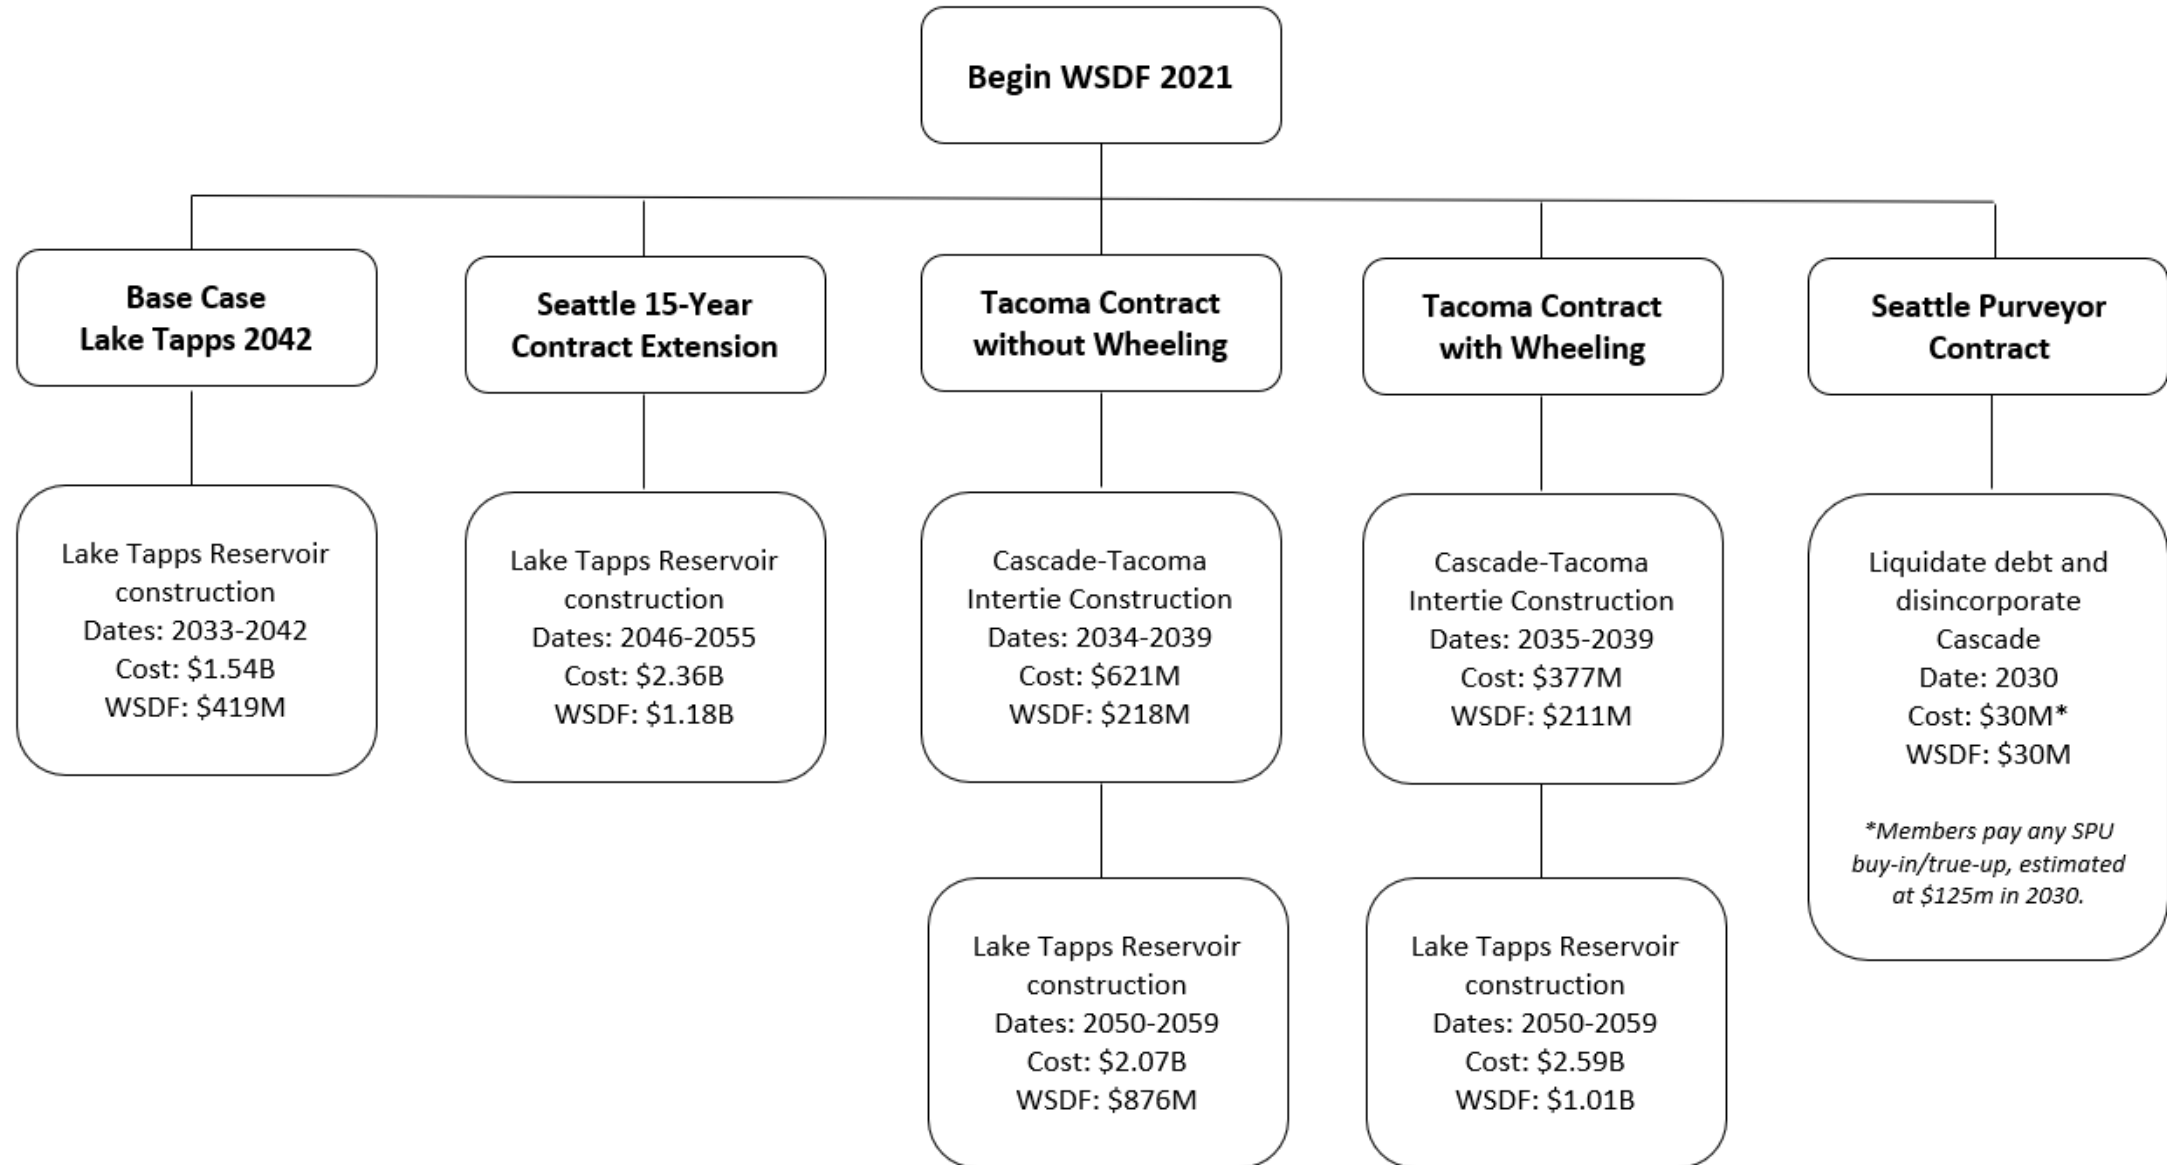 Begin WSDF 2021
Base Case
Lake Tapps 2042
Seattle 15-Year
Contract Extension
Tacoma Contract
without Wheeling
Tacoma Contract
with Wheeling
Seattle Purveyor
Contract
Lake Tapps Reservoir
construction
Dates: 2033-2042
Cost: $1.54B
WSDF: $419M
Lake Tapps Reservoir
construction
Dates: 2046-2055
Cost: $2.36B
WSDF: $1.18B
Cascade-Tacoma
Intertie Construction
Dates: 2034-2039
Cost: $621M
WSDF: $218M
Cascade-Tacoma
Intertie Construction
Dates: 2035-2039
Cost: $377M
WSDF: $211M
Liquidate debt and
disincorporate
Cascade
Date: 2030
Cost: $30M*
WSDF: $30M
*Members pay any SPU
buy-in/true-up, estimated
at $125m in 2030.
Lake Tapps Reservoir
construction
Dates: 2050-2059
Cost: $2.07B
WSDF: $876M
Lake Tapps Reservoir
construction
Dates: 2050-2059
Cost: $2.59B
WSDF: $1.01B